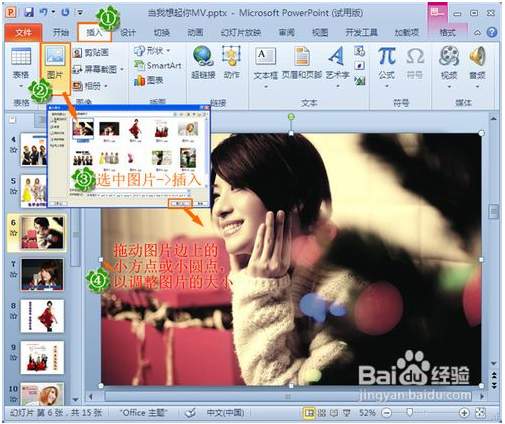 当我想起你MV.pptx - Microsoft PowerPoint (试用版)
图...
文件 开始 插入 设计 切换 动画 幻灯片放映 审阅 视图 开发工具 加载项 格式
①
表格 图片 剪贴画 屏幕截图 相册 形状 SmartArt 图表 超链接 动作 文本框 页眉和页脚 艺术字 公式 符号 视频 音频
②
表格 图像 插图 链接 文本 符号 媒体
③
选中图片->插入
拖动图片边上的
④
小方点或小圆点,
以调整图片的大小
4
5
6
7
8
9
10
Baidu 百度 经验
jingyan.baidu.com
幻灯片 第 6 张，共 15 张 "Office 主题" 中文(中国) 52%